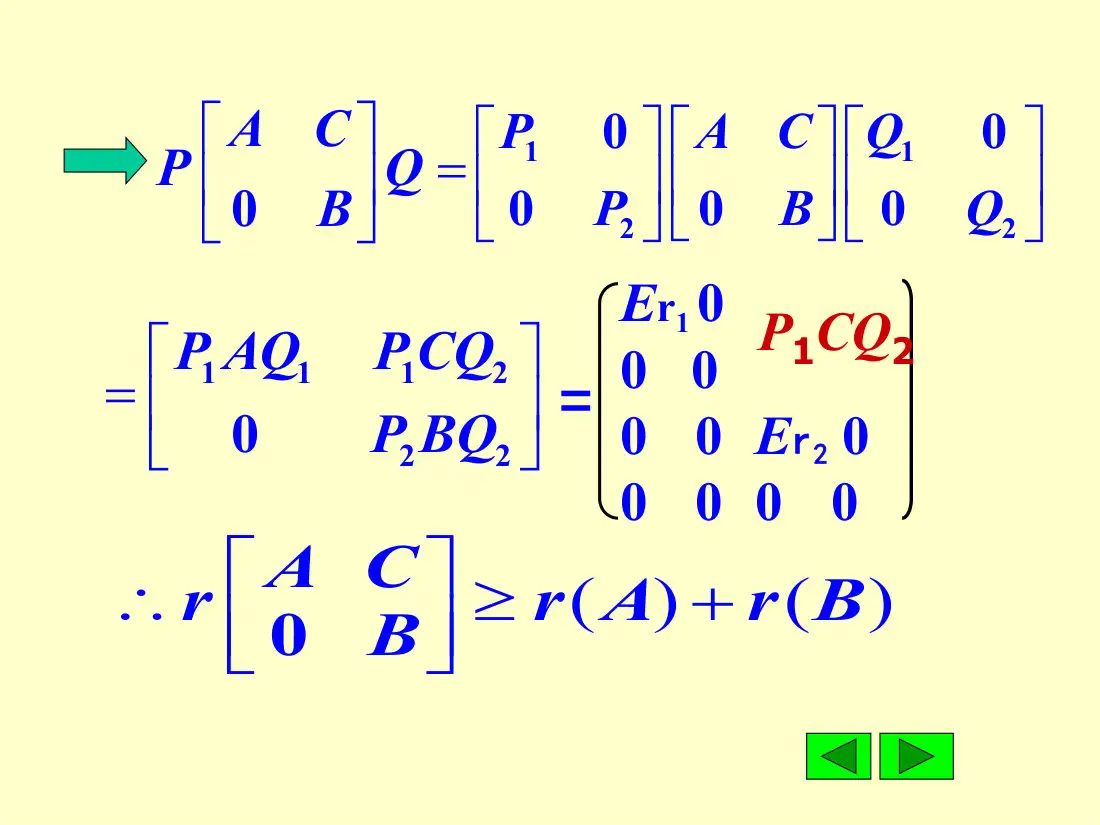 P [ A C ; 0 B ] Q = [ P₁ 0 ; 0 P₂ ] [ A C ; 0 B ] [ Q₁ 0 ; 0 Q₂ ]
= [ P₁AQ₁ P₁CQ₂ ; 0 P₂BQ₂ ] = ( Er₁ 0 P₁CQ₂ ; 0 0 ; 0 0 Er₂ 0 ; 0 0 0 0 )
∴ r [ A C ; 0 B ] ≥ r(A) + r(B)